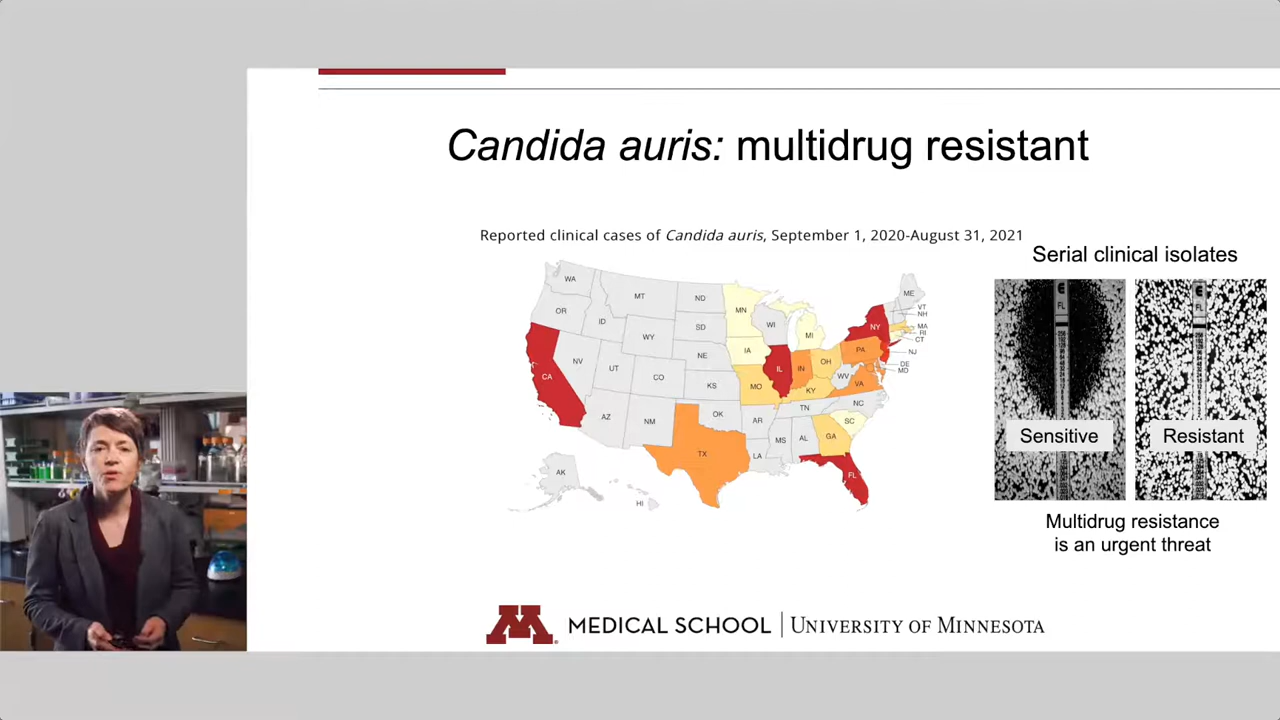 Candida auris: multidrug resistant
Reported clinical cases of Candida auris, September 1, 2020-August 31, 2021
WA
MT
ND
MN
ME
VT
NH
OR
ID
SD
WI
NY
MA
RI
CT
WY
MI
IA
PA
NJ
NE
OH
DE
MD
NV
UT
CO
IL
IN
WV
VA
CA
KS
MO
KY
NC
AZ
NM
OK
AR
TN
SC
MS
AL
GA
TX
LA
FL
AK
HI
Serial clinical isolates
FL
FL
Sensitive
Resistant
Multidrug resistance
is an urgent threat
M
MEDICAL SCHOOL | UNIVERSITY OF MINNESOTA